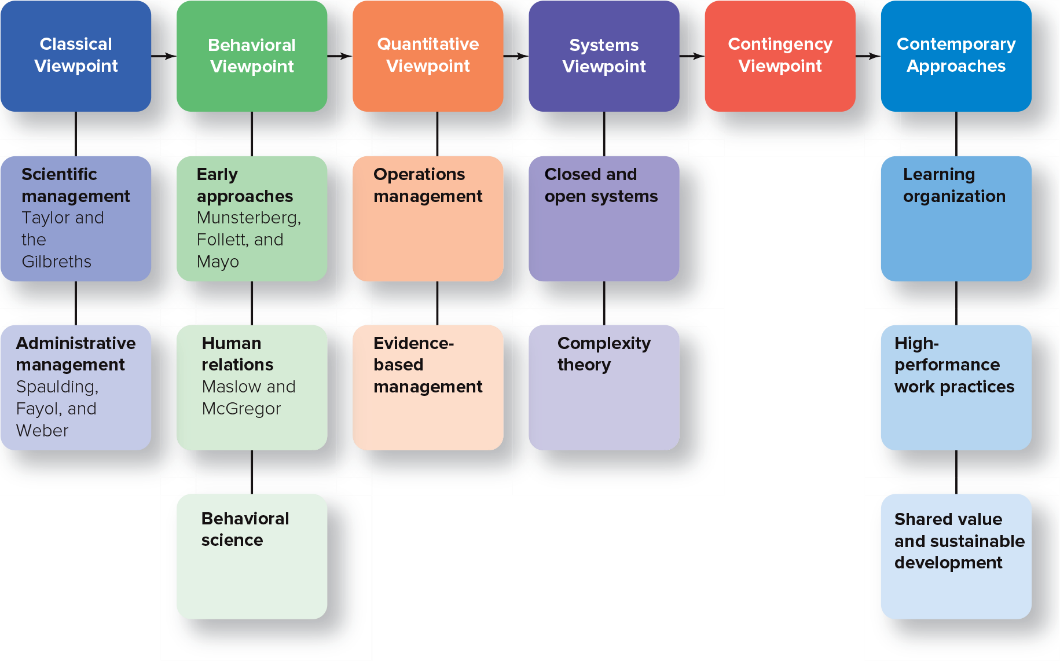 Classical
Viewpoint
Behavioral
Viewpoint
Quantitative
Viewpoint
Systems
Viewpoint
Contingency
Viewpoint
Contemporary
Approaches
Scientific
management
Taylor and
the
Gilbreths
Early
approaches
Munsterberg,
Follett, and
Mayo
Operations
management
Closed and
open systems
Learning
organization
Administrative
management
Spaulding,
Fayol, and
Weber
Human
relations
Maslow and
McGregor
Evidence-
based
management
Complexity
theory
High-
performance
work practices
Behavioral
science
Shared value
and sustainable
development